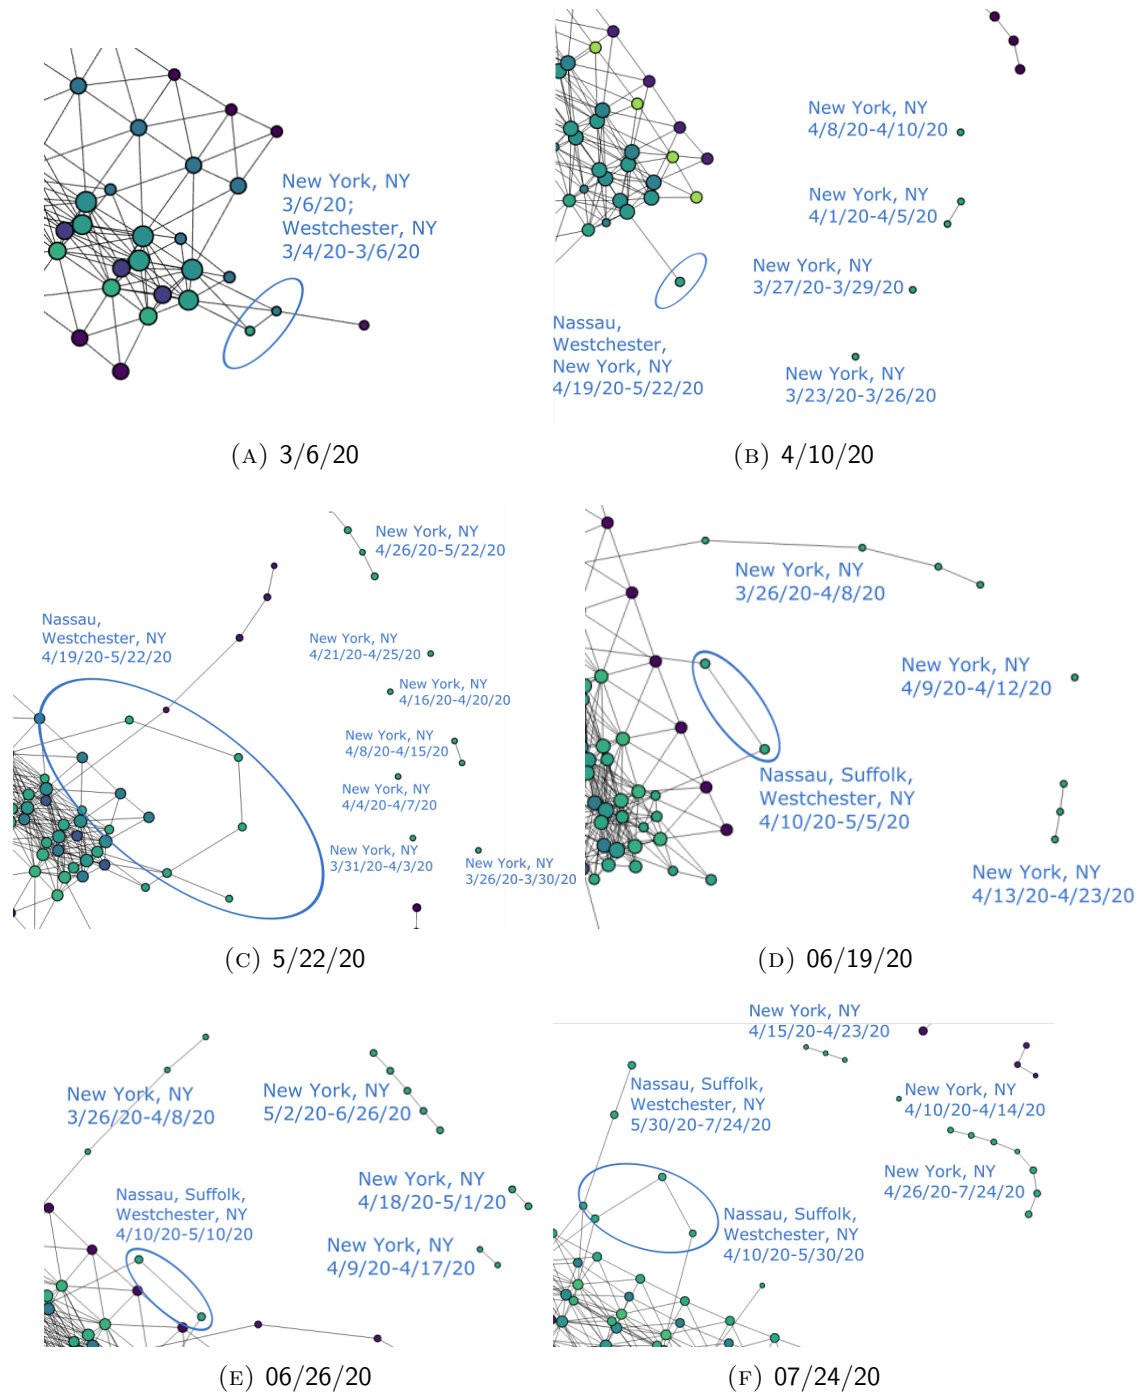 New York, NY
3/6/20;
Westchester, NY
3/4/20-3/6/20
(A) 3/6/20
New York, NY
4/8/20-4/10/20
New York, NY
4/1/20-4/5/20
New York, NY
3/27/20-3/29/20
Nassau,
Westchester,
New York, NY
4/19/20-5/22/20
New York, NY
3/23/20-3/26/20
(B) 4/10/20
New York, NY
4/26/20-5/22/20
Nassau,
Westchester, NY
4/19/20-5/22/20
New York, NY
4/21/20-4/25/20
New York, NY
4/16/20-4/20/20
New York, NY
4/8/20-4/15/20
New York, NY
4/4/20-4/7/20
New York, NY
3/31/20-4/3/20
New York, NY
3/26/20-3/30/20
(C) 5/22/20
New York, NY
3/26/20-4/8/20
New York, NY
4/9/20-4/12/20
Nassau, Suffolk,
Westchester, NY
4/10/20-5/5/20
New York, NY
4/13/20-4/23/20
(D) 06/19/20
New York, NY
3/26/20-4/8/20
New York, NY
5/2/20-6/26/20
Nassau, Suffolk,
Westchester, NY
4/10/20-5/10/20
New York, NY
4/18/20-5/1/20
New York, NY
4/9/20-4/17/20
(E) 06/26/20
New York, NY
4/15/20-4/23/20
Nassau, Suffolk,
Westchester, NY
5/30/20-7/24/20
New York, NY
4/10/20-4/14/20
New York, NY
4/26/20-7/24/20
Nassau, Suffolk,
Westchester, NY
4/10/20-5/30/20
(F) 07/24/20